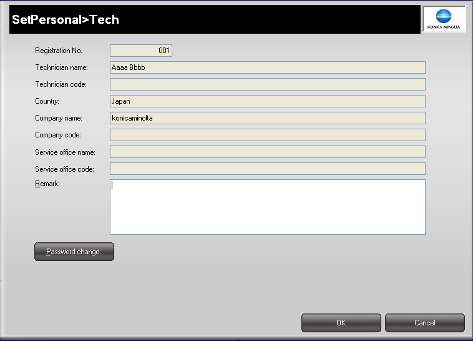 SetPersonal>Tech
KONICA MINOLTA
Registration No. 001
Technician name: Aaaa Bbbb
Technician code:
Country: Japan
Company name: konicaminolta
Company code:
Service office name:
Service office code:
Remark:
Password change
OK Cancel